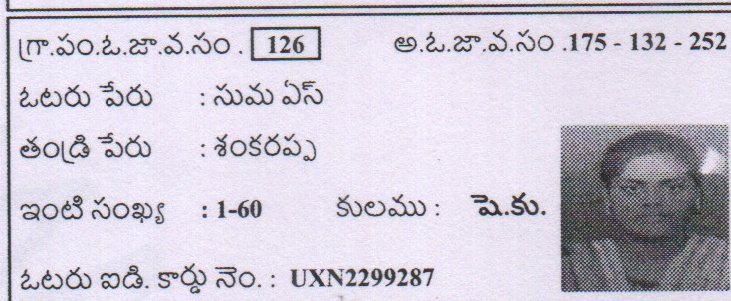 గ్రా.పం.ఓ.జా.వ.సం . 126 అ.ఓ.జా.వ.సం .175 - 132 - 252
ఓటరు పేరు : సుమ ఏస్
తండ్రి పేరు : శంకరప్ప
ఇంటి సంఖ్య : 1-60 కులము : షె.కు.
ఓటరు ఐడి. కార్డు నెం. : UXN2299287